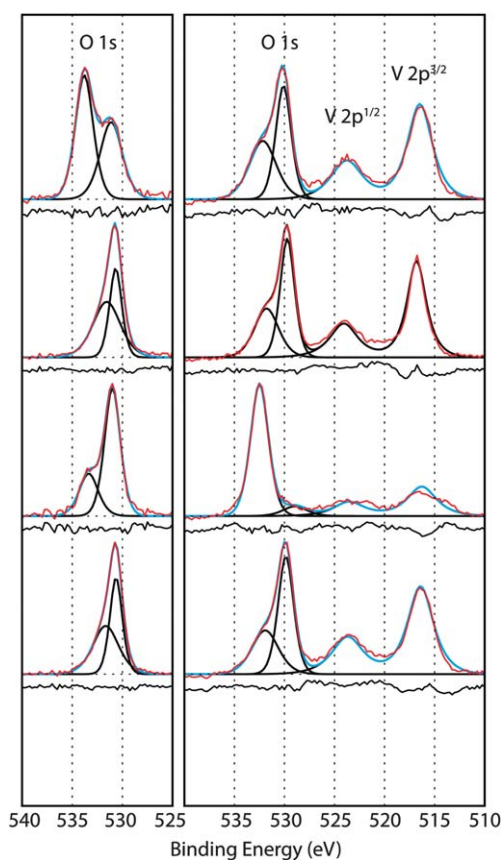 O 1s
O 1s
V 2p3/2
V 2p1/2
540 535 530 525
535 530 525 520 515 510
Binding Energy (eV)